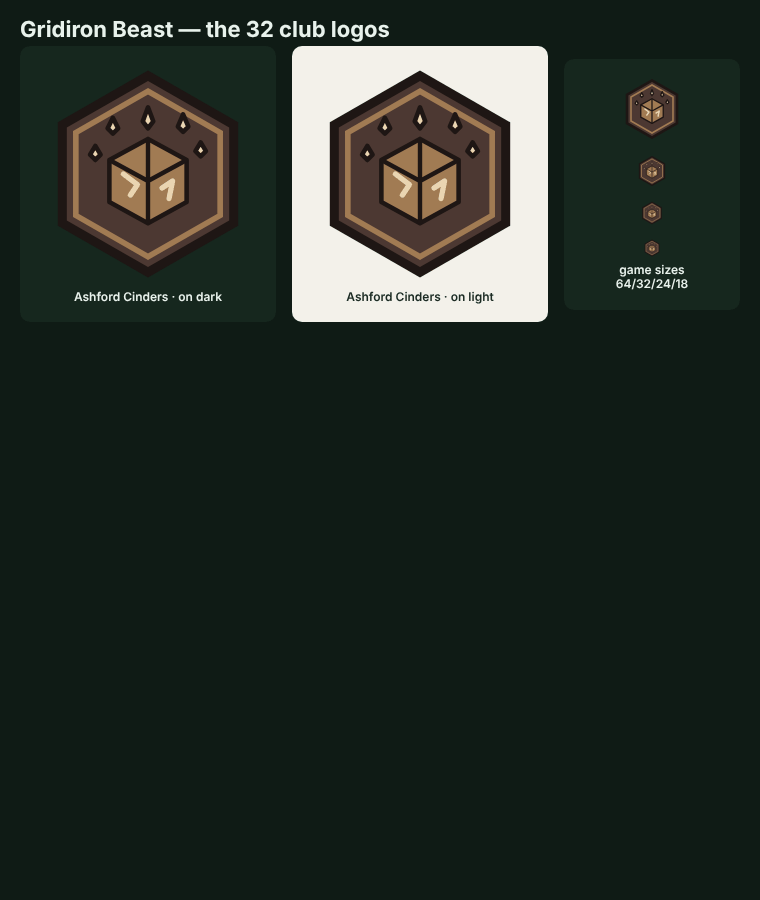 Gridiron Beast — the 32 club logos
Ashford Cinders · on dark
Ashford Cinders · on light
game sizes
64/32/24/18